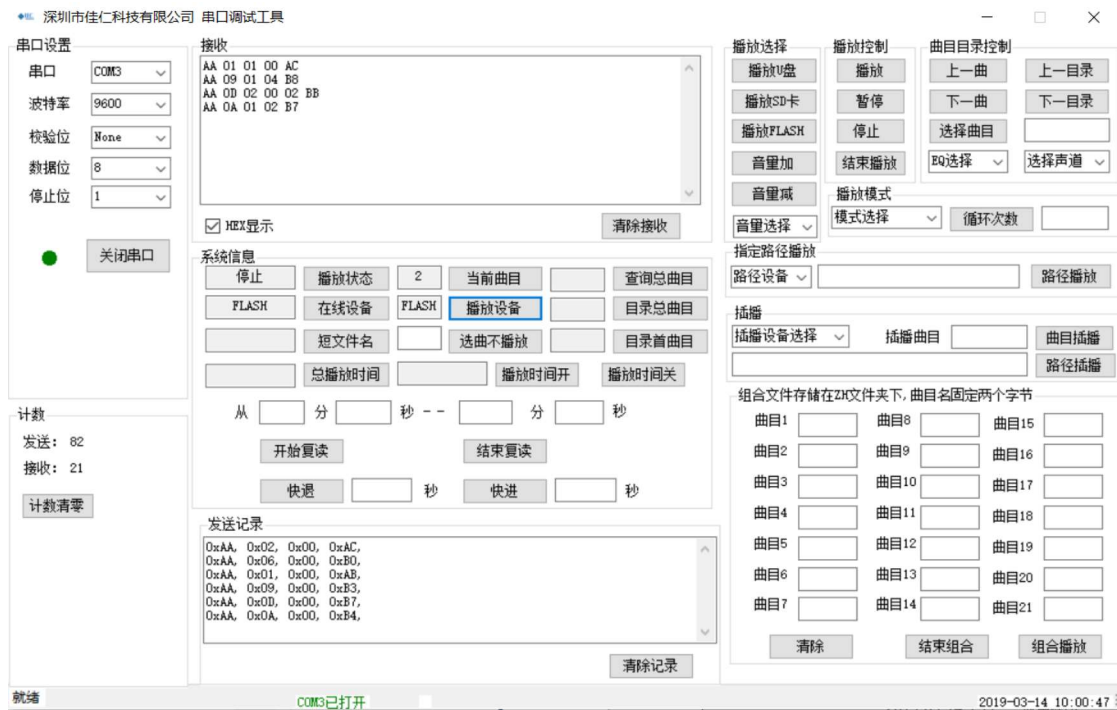 深圳市佳仁科技有限公司 串口调试工具
串口设置
串口 COM3
波特率 9600
校验位 None
数据位 8
停止位 1
关闭串口
计数
发送: 82
接收: 21
计数清零
接收
AA 01 01 00 AC
AA 09 01 04 B8
AA 0D 02 00 02 BB
AA 0A 01 02 B7
HEX显示 清除接收
系统信息
停止 播放状态 2 当前曲目 查询总曲目
FLASH 在线设备 FLASH 播放设备 目录总曲目
短文件名 选曲不播放 目录首曲目
总播放时间 播放时间开 播放时间关
从 分 秒 -- 分 秒
开始复读 结束复读
快退 秒 快进 秒
发送记录
0xAA, 0x02, 0x00, 0xAC,
0xAA, 0x06, 0x00, 0xB0,
0xAA, 0x01, 0x00, 0xAB,
0xAA, 0x09, 0x00, 0xB3,
0xAA, 0x0D, 0x00, 0xB7,
0xAA, 0x0A, 0x00, 0xB4,
清除记录
播放选择
播放U盘
播放SD卡
播放FLASH
音量加
音量减
音量选择
播放控制
播放
暂停
停止
结束播放
曲目目录控制
上一曲 上一目录
下一曲 下一目录
选择曲目
EQ选择 选择声道
播放模式
模式选择 循环次数
指定路径播放
路径设备 路径播放
插播
插播设备选择 插播曲目 曲目插播
路径插播
组合文件存储在ZH文件夹下,曲目名固定两个字节
曲目1 曲目8 曲目15
曲目2 曲目9 曲目16
曲目3 曲目10 曲目17
曲目4 曲目11 曲目18
曲目5 曲目12 曲目19
曲目6 曲目13 曲目20
曲目7 曲目14 曲目21
清除 结束组合 组合播放
就绪 COM3已打开 2019-03-14 10:00:47